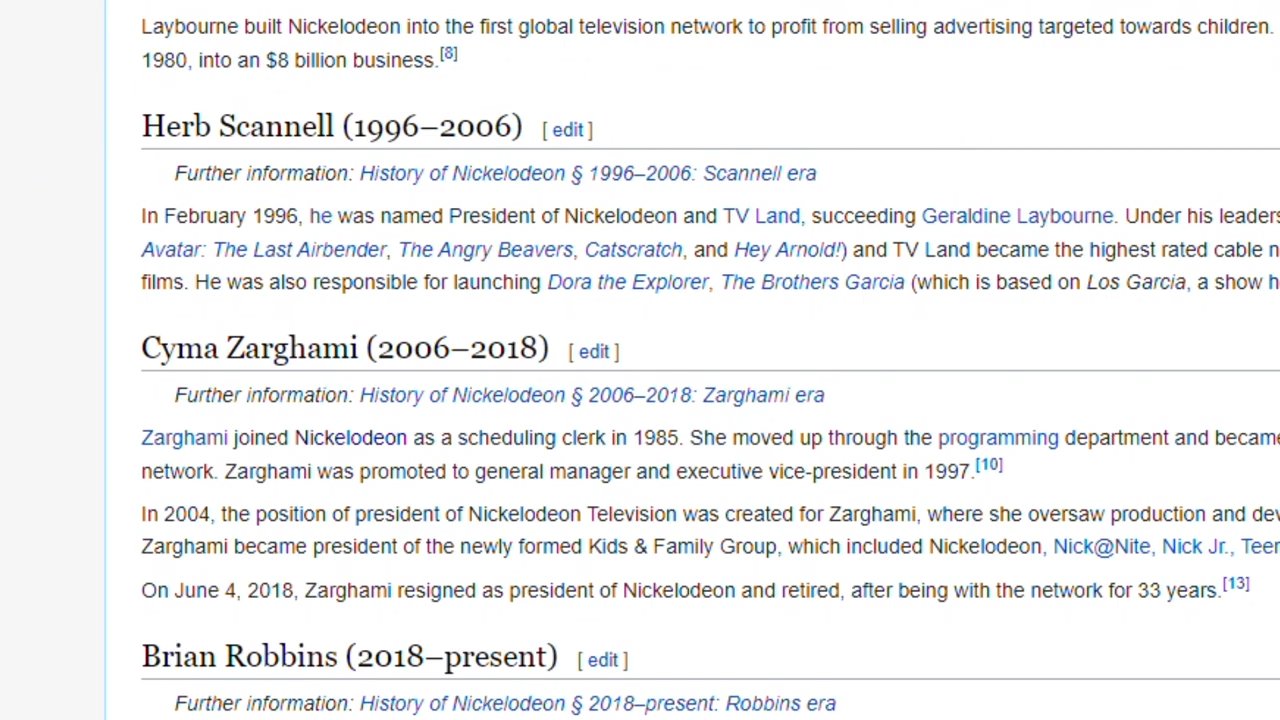 Laybourne built Nickelodeon into the first global television network to profit from selling advertising targeted towards children.
1980, into an $8 billion business.[8]
Herb Scannell (1996–2006) [ edit ]
Further information: History of Nickelodeon § 1996–2006: Scannell era
In February 1996, he was named President of Nickelodeon and TV Land, succeeding Geraldine Laybourne. Under his leaders
Avatar: The Last Airbender, The Angry Beavers, Catscratch, and Hey Arnold!) and TV Land became the highest rated cable n
films. He was also responsible for launching Dora the Explorer, The Brothers Garcia (which is based on Los Garcia, a show h
Cyma Zarghami (2006–2018) [ edit ]
Further information: History of Nickelodeon § 2006–2018: Zarghami era
Zarghami joined Nickelodeon as a scheduling clerk in 1985. She moved up through the programming department and became
network. Zarghami was promoted to general manager and executive vice-president in 1997.[10]
In 2004, the position of president of Nickelodeon Television was created for Zarghami, where she oversaw production and dev
Zarghami became president of the newly formed Kids & Family Group, which included Nickelodeon, Nick@Nite, Nick Jr., Teen
On June 4, 2018, Zarghami resigned as president of Nickelodeon and retired, after being with the network for 33 years.[13]
Brian Robbins (2018–present) [ edit ]
Further information: History of Nickelodeon § 2018–present: Robbins era